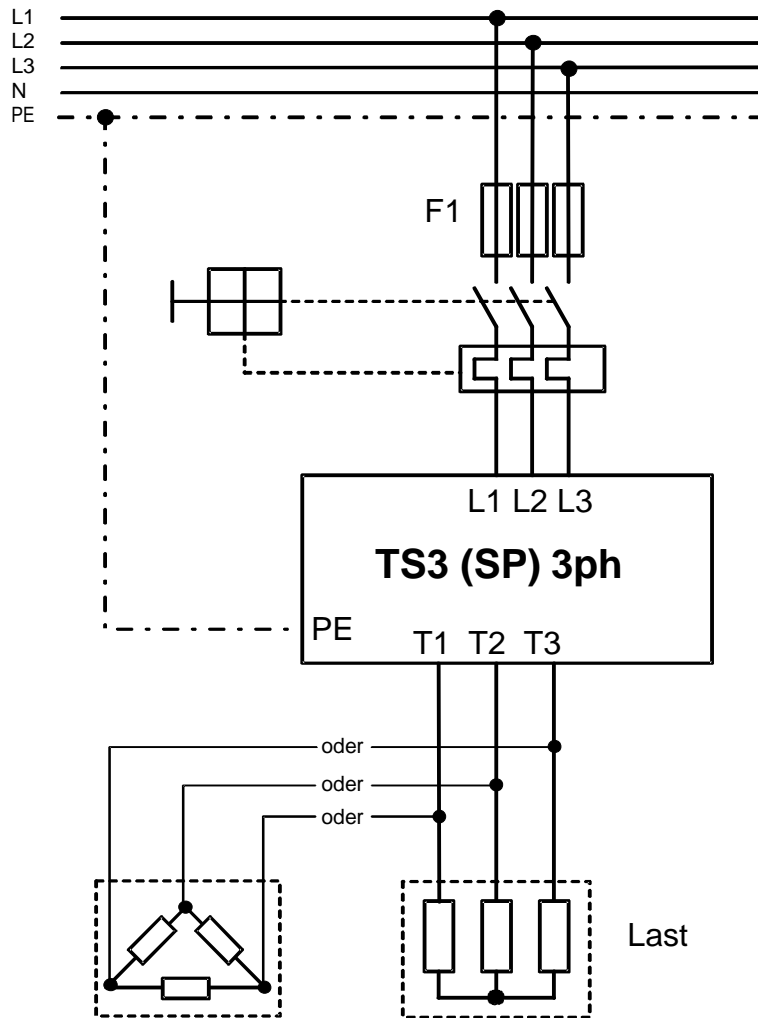 L1
L2
L3
N
PE
F1
L1 L2 L3
TS3 (SP) 3ph
PE
T1 T2 T3
oder
oder
oder
Last